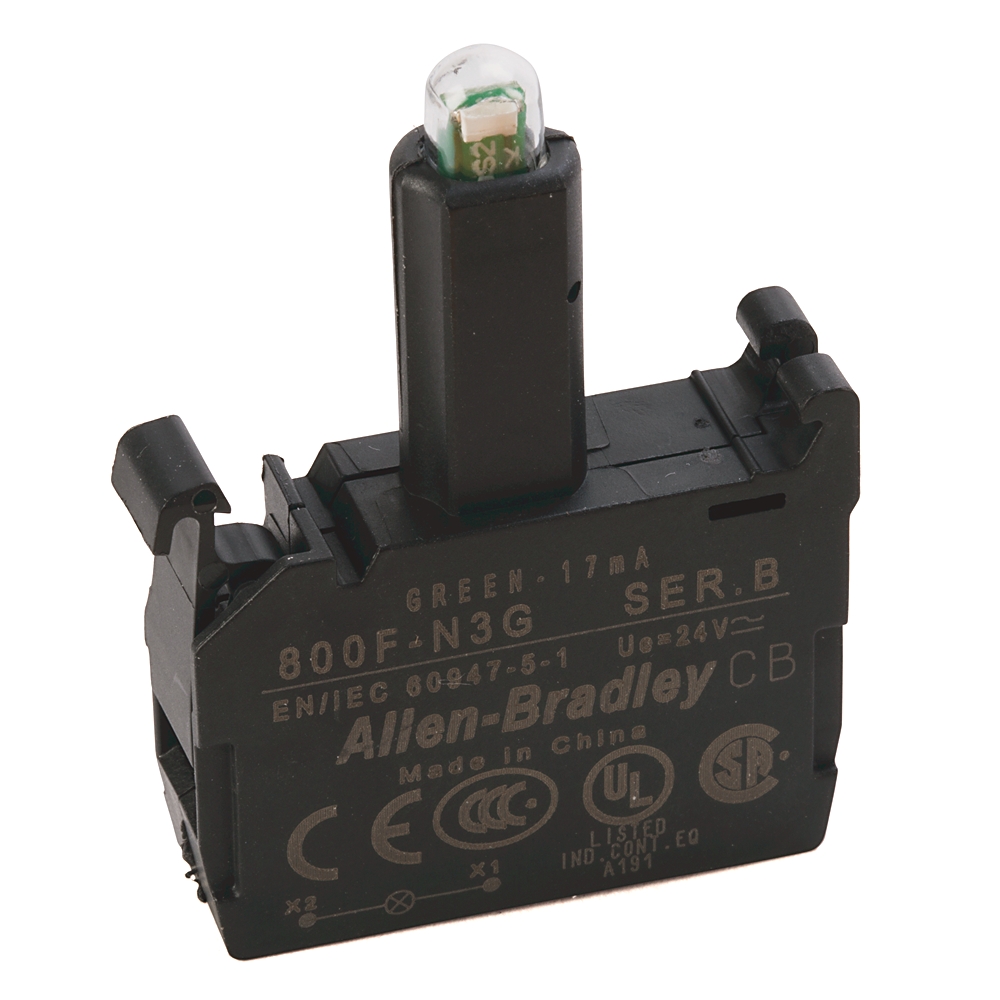 GREEN - 17mA
800F-N3G SER.B
EN/IEC 60947-5-1 Ue=24V≂
Allen-Bradley CB
Made in China
CE CCC UL SA
LISTED
IND.CONT.EQ
A191
X2 X1